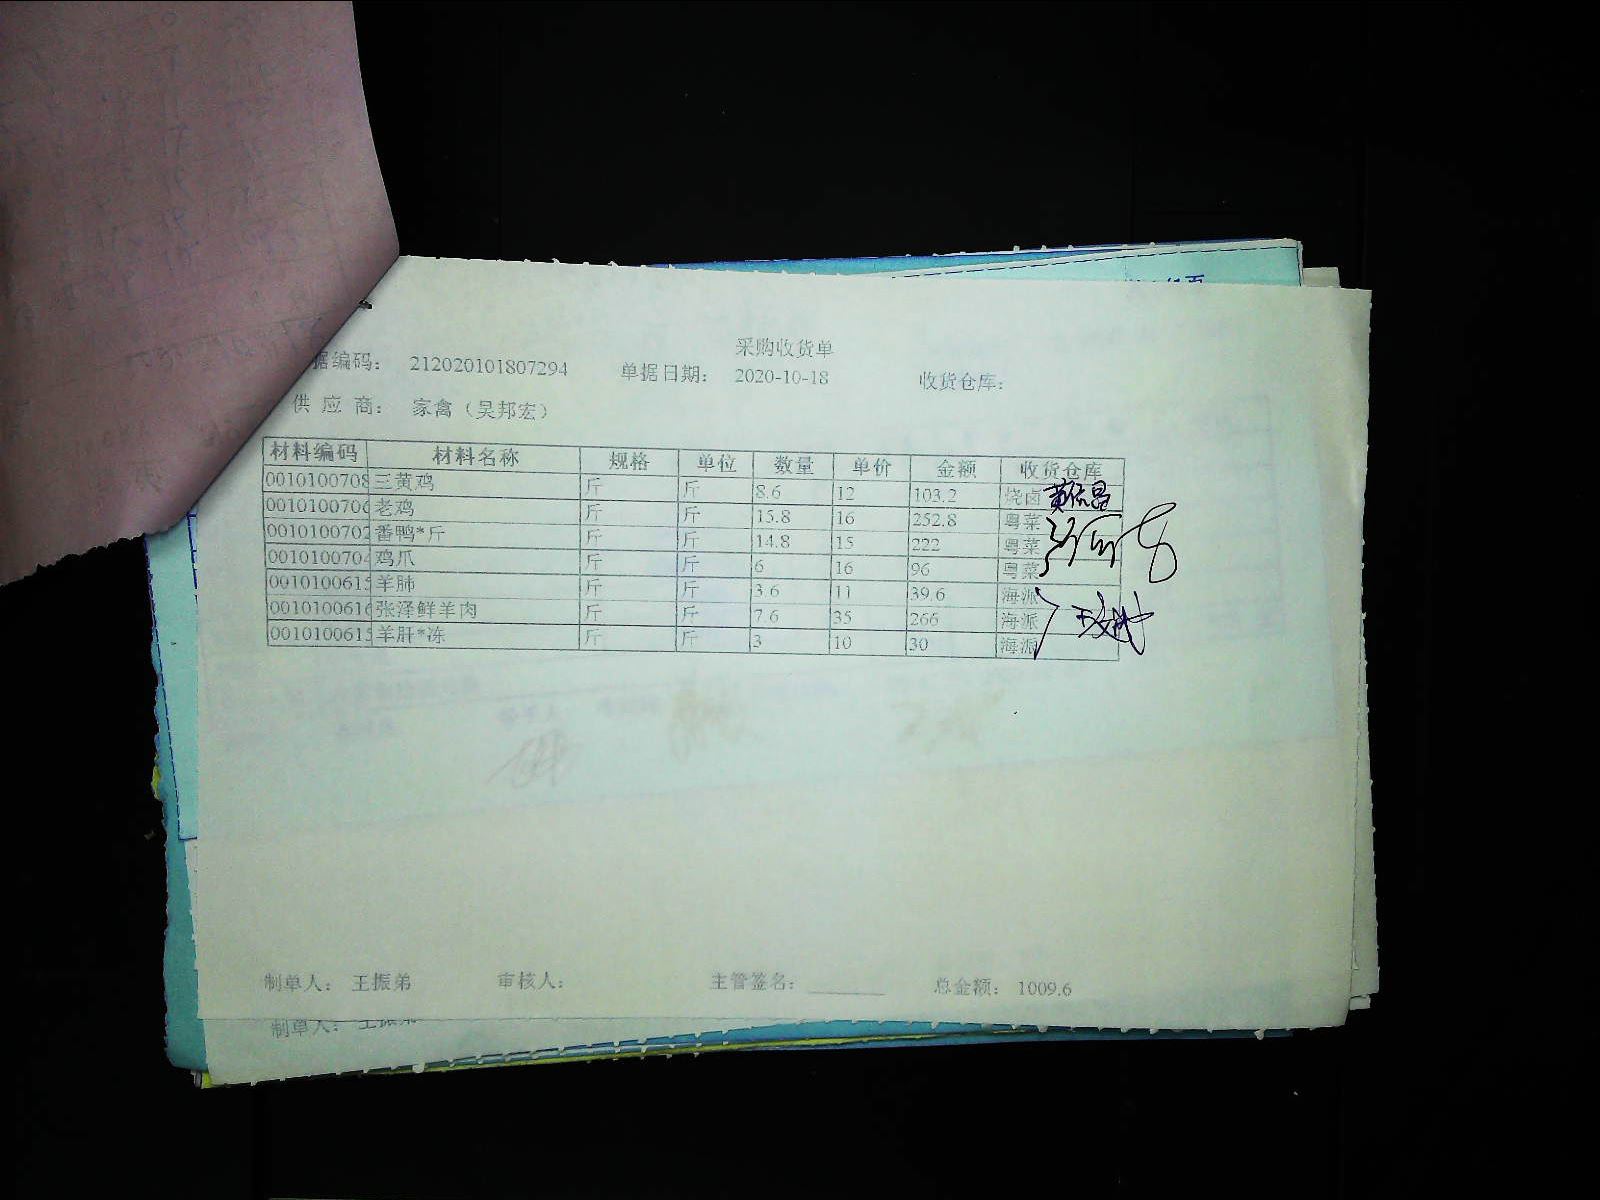 采购收货单
据编码： 212020101807294 单据日期： 2020-10-18 收货仓库：
供 应 商： 家禽（吴邦宏）
材料编码 材料名称 规格 单位 数量 单价 金额 收货仓库
0010100708 三黄鸡 斤 斤 8.6 12 103.2 烧卤
0010100706 老鸡 斤 斤 15.8 16 252.8 粤菜
0010100702 番鸭*斤 斤 斤 14.8 15 222 粤菜
0010100704 鸡爪 斤 斤 6 16 96 粤菜
0010100615 羊肺 斤 斤 3.6 11 39.6 海派
0010100616 张泽鲜羊肉 斤 斤 7.6 35 266 海派
0010100615 羊肝*冻 斤 斤 3 10 30 海派
制单人： 王振弟 审核人： 主管签名： 总金额： 1009.6
制单人： 王振弟